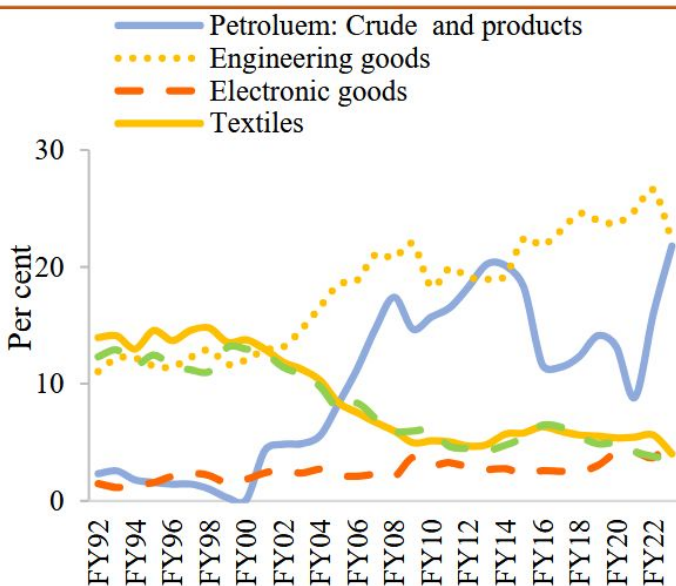 Petroluem: Crude and products
Engineering goods
Electronic goods
Textiles
30
20
10
0
Per cent
FY92
FY94
FY96
FY98
FY00
FY02
FY04
FY06
FY08
FY10
FY12
FY14
FY16
FY18
FY20
FY22